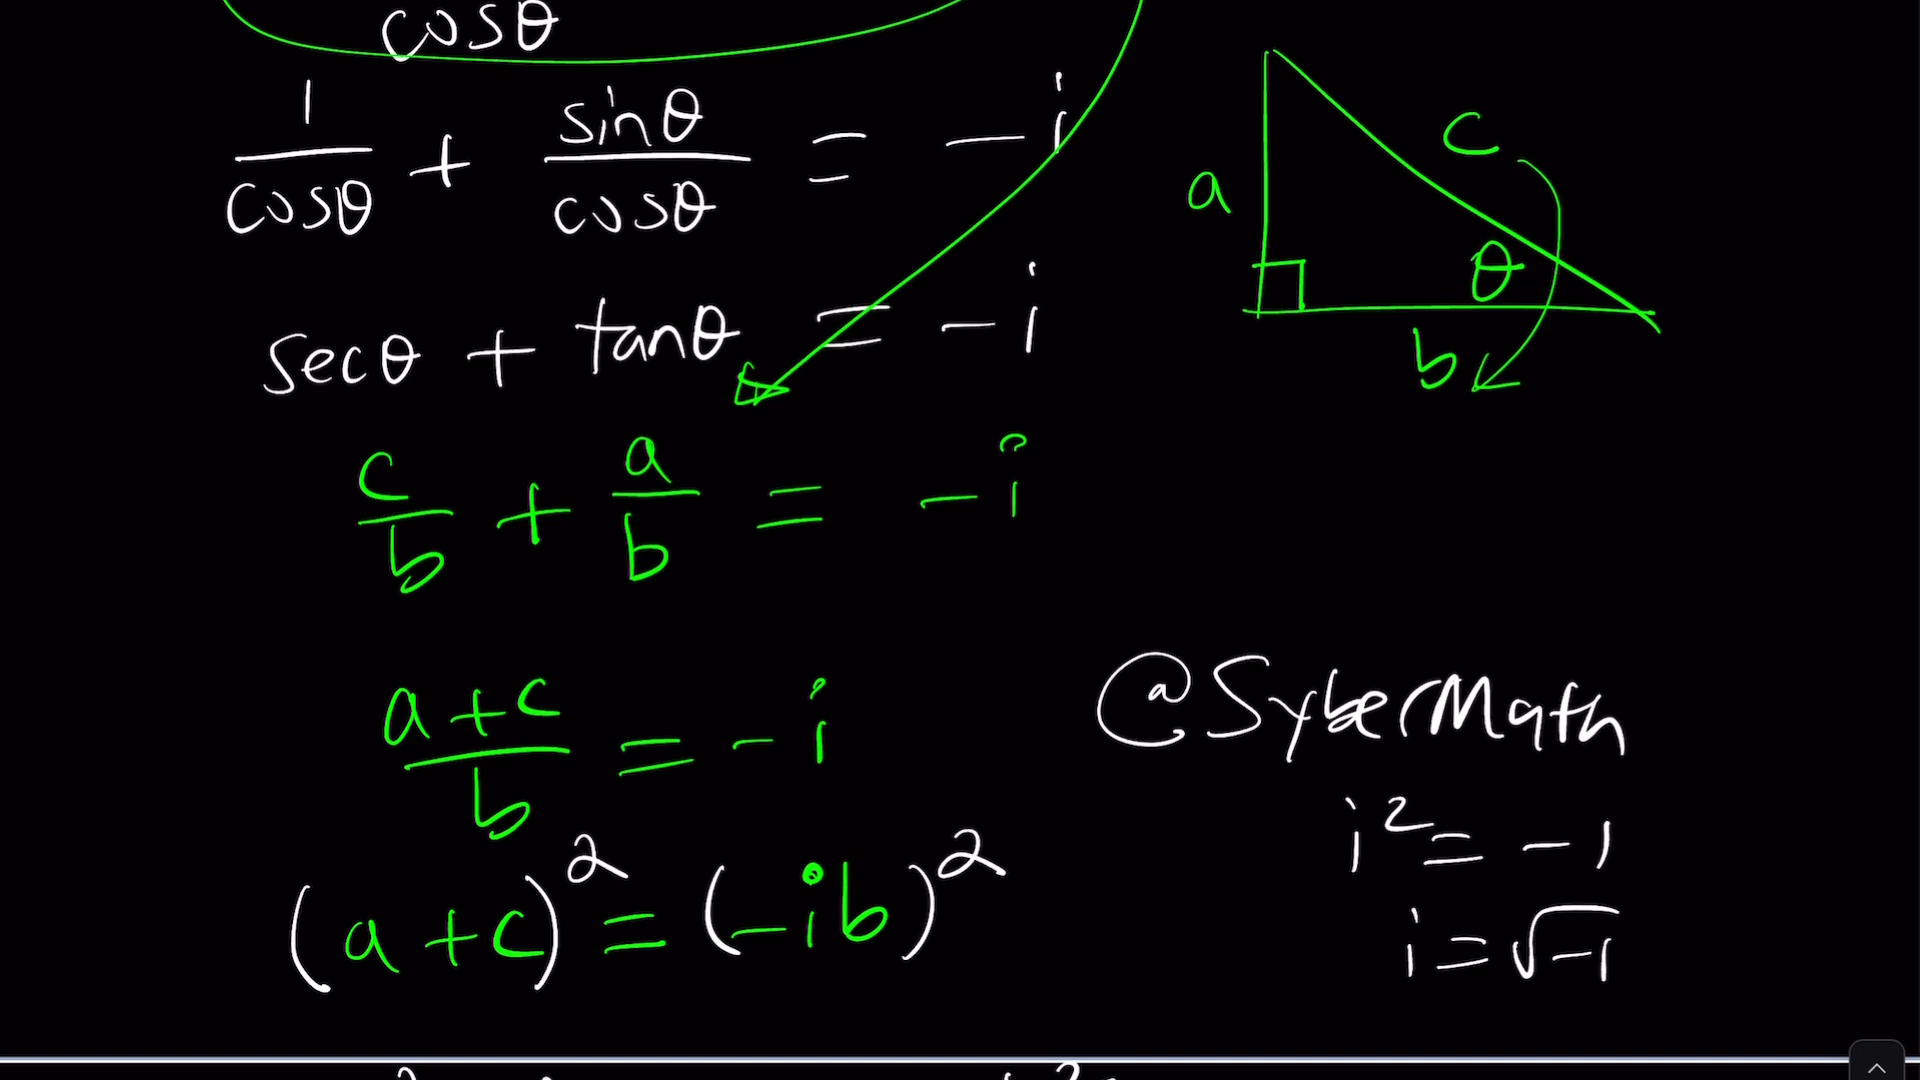 cosθ
1/cosθ + sinθ/cosθ = -i
secθ + tanθ = -i
c/b + a/b = -i
(a+c)/b = -i
(a+c)² = (-ib)²
a
c
θ
b
@SyberMath
i² = -1
i = √-1